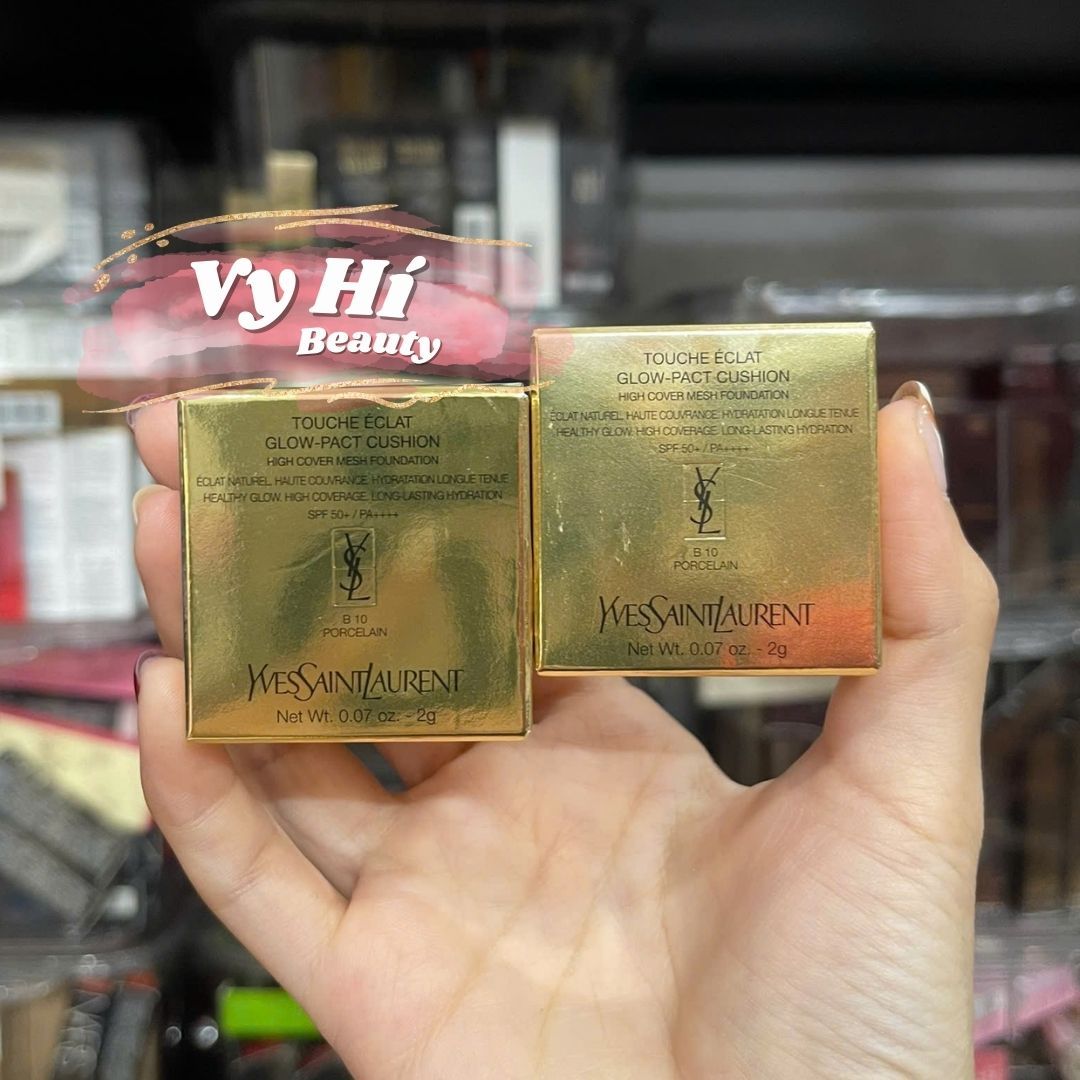 Vy Hí
Beauty
TOUCHE ÉCLAT
GLOW-PACT CUSHION
HIGH COVER MESH FOUNDATION
ÉCLAT NATUREL. HAUTE COUVRANCE. HYDRATATION LONGUE TENUE
HEALTHY GLOW. HIGH COVERAGE. LONG-LASTING HYDRATION
SPF 50+ / PA++++
YSL
B 10
PORCELAIN
YVESSAINTLAURENT
Net Wt. 0.07 oz. - 2g
TOUCHE ÉCLAT
GLOW-PACT CUSHION
HIGH COVER MESH FOUNDATION
ÉCLAT NATUREL. HAUTE COUVRANCE. HYDRATATION LONGUE TENUE
HEALTHY GLOW. HIGH COVERAGE. LONG-LASTING HYDRATION
SPF 50+ / PA++++
YSL
B 10
PORCELAIN
YVESSAINTLAURENT
Net Wt. 0.07 oz. - 2g